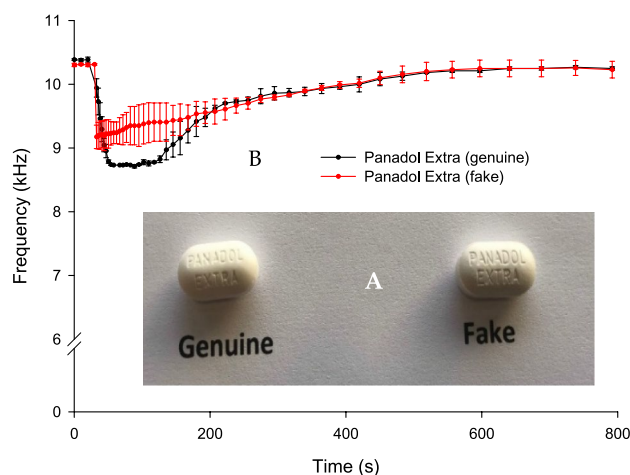 11
10
9
8
7
6
0
Frequency (kHz)
B
Panadol Extra (genuine)
Panadol Extra (fake)
PANADOL
EXTRA
A
PANADOL
EXTRA
Genuine
Fake
0
200
400
600
800
Time (s)